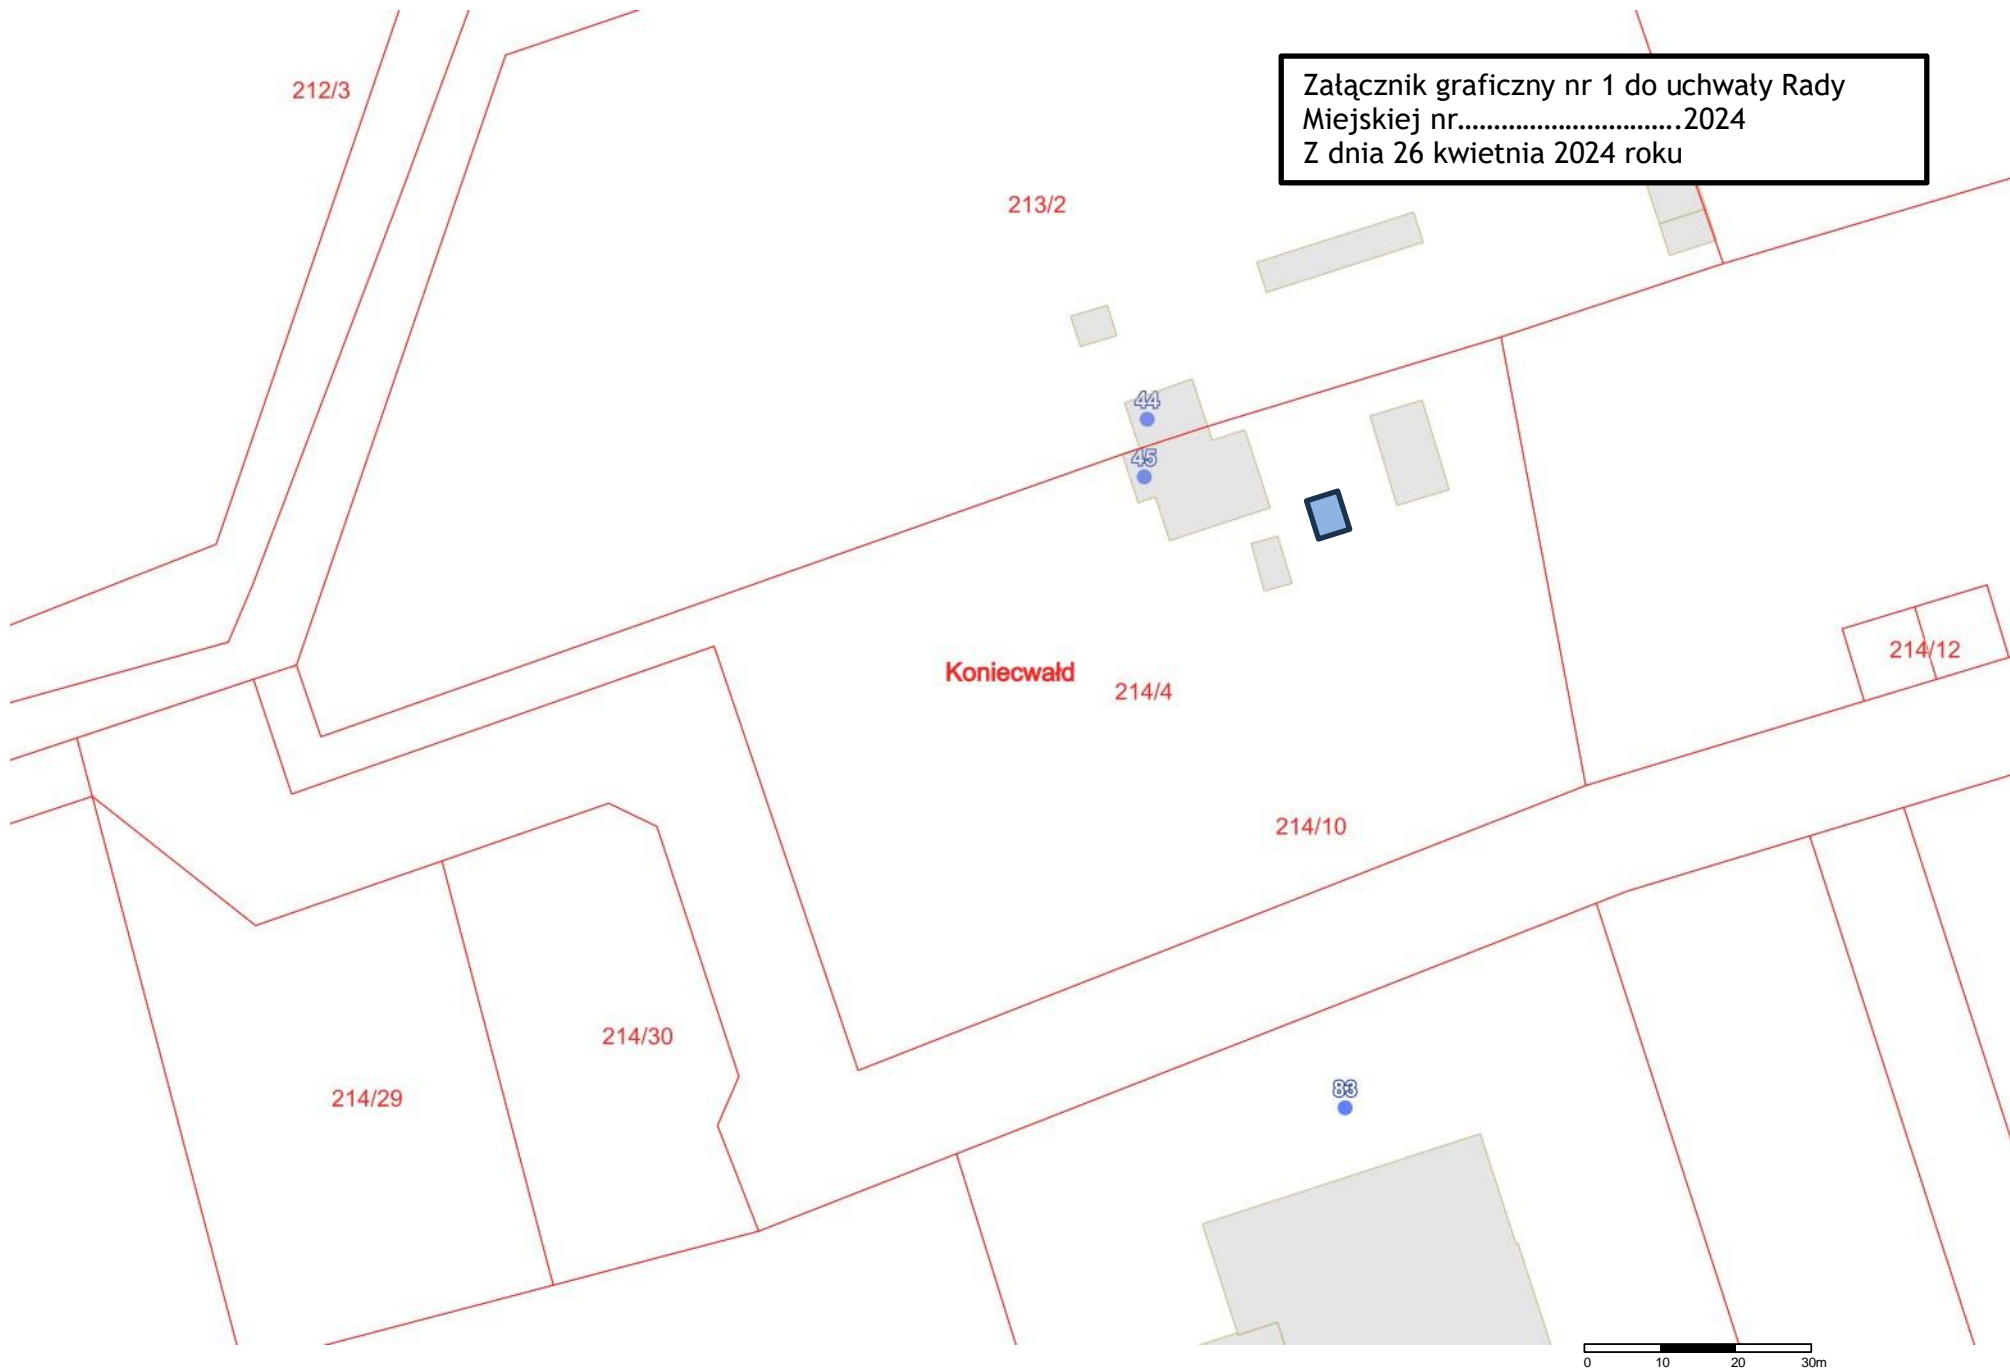 212/3
Załącznik graficzny nr 1 do uchwały Rady
Miejskiej nr................................2024
Z dnia 26 kwietnia 2024 roku
213/2
44
45
Koniecwałd
214/4
214/12
214/10
214/30
214/29
83
0 10 20 30m